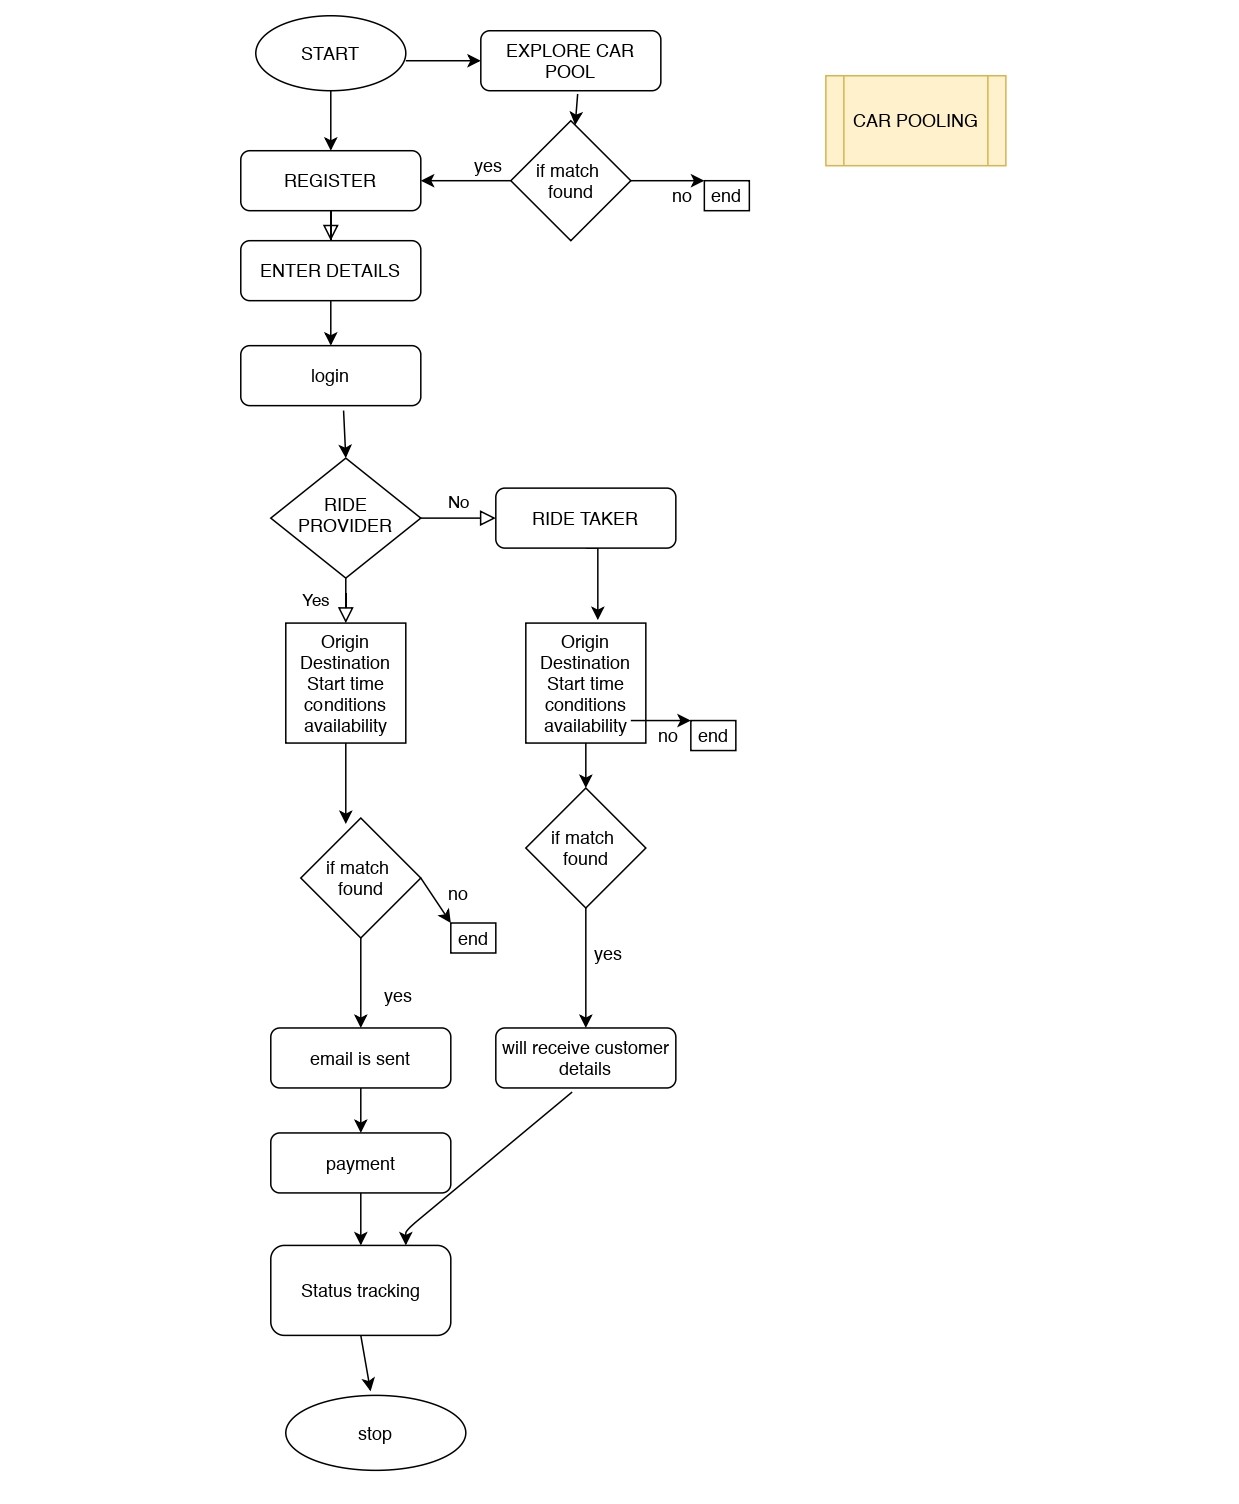 START
EXPLORE CAR
POOL
CAR POOLING
yes
if match
found
no
end
REGISTER
ENTER DETAILS
login
RIDE
PROVIDER
No
RIDE TAKER
Yes
Origin
Destination
Start time
conditions
availability
Origin
Destination
Start time
conditions
availability
no
end
if match
found
no
end
yes
if match
found
yes
email is sent
will receive customer
details
payment
Status tracking
stop